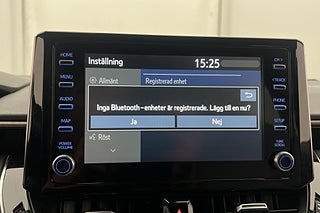 HOME
MENU
AUDIO
MAP
POWER
VOLUME
Inställning
15:25
Allmänt
Registrerad enhet
Inga Bluetooth-enheter är registrerade. Lägg till en nu?
Ja
Nej
Röst
CH >
< TRACK
PHONE
SETUP
TUNE
SCROLL